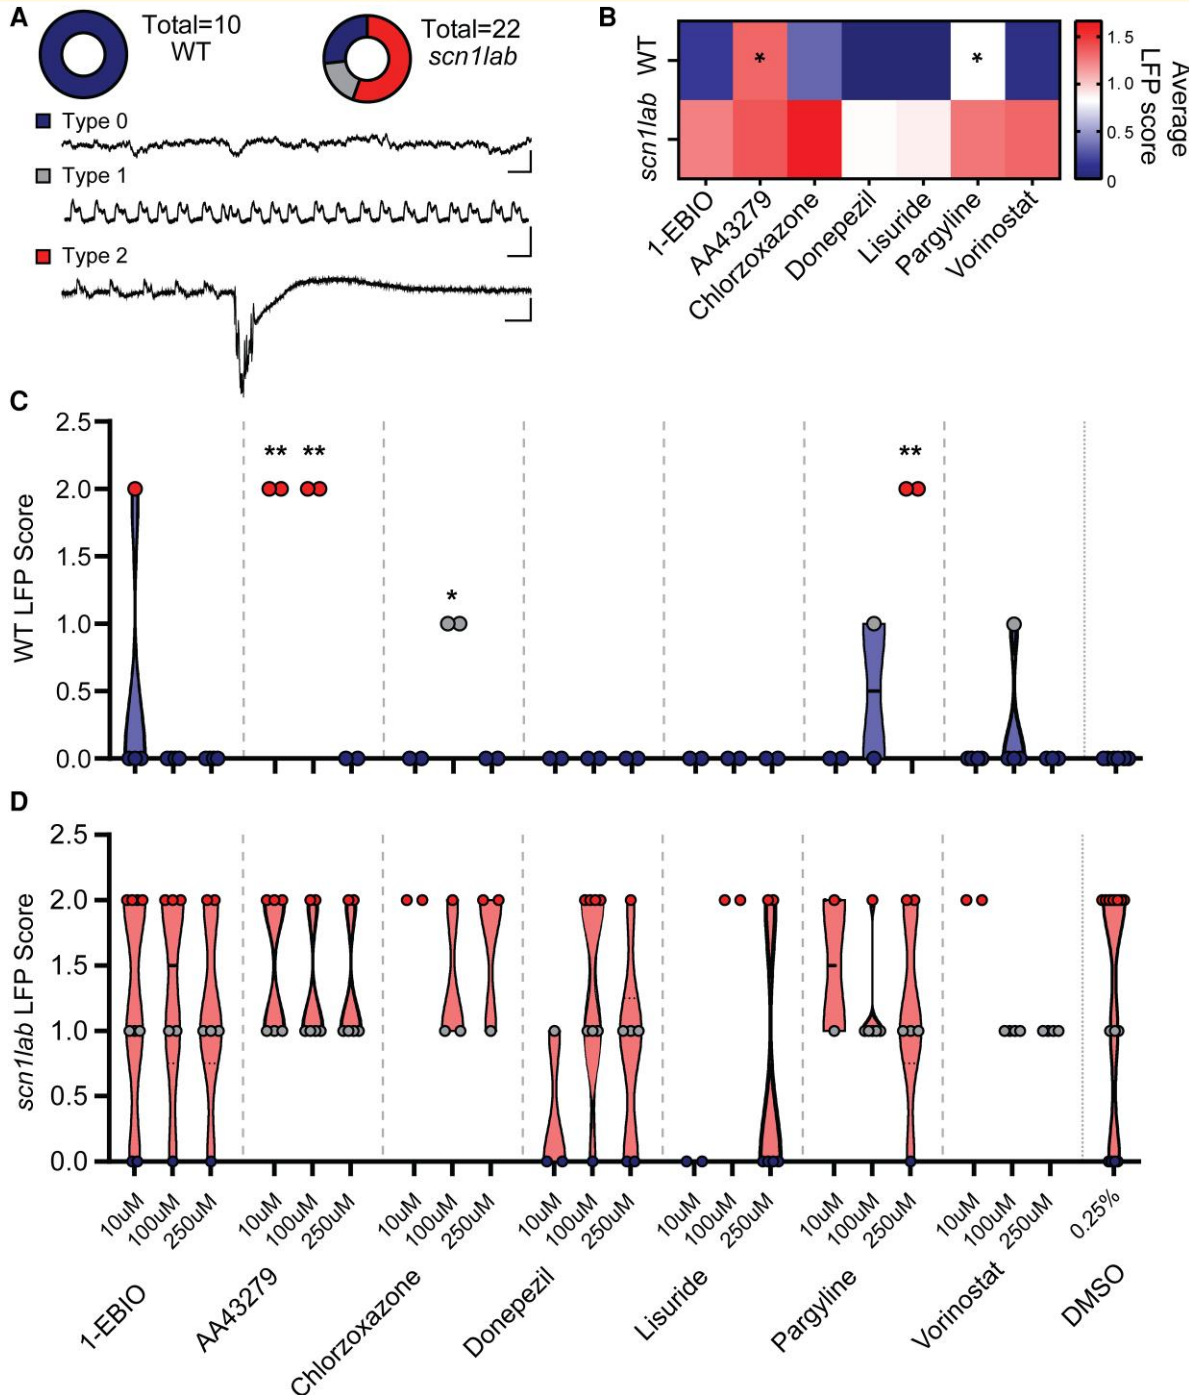 A
Total=10
WT
Total=22
scn1lab
Type 0
Type 1
Type 2
B
WT
scn1lab
*
*
1-EBIO
AA43279
Chlorzoxazone
Donepezil
Lisuride
Pargyline
Vorinostat
1.5
1.0
0.5
0
Average
LFP score
C
WT LFP Score
2.5
2.0
1.5
1.0
0.5
0.0
**
**
*
**
D
scn1lab LFP Score
2.5
2.0
1.5
1.0
0.5
0.0
10uM
100uM
250uM
10uM
100uM
250uM
10uM
100uM
250uM
10uM
100uM
250uM
10uM
100uM
250uM
10uM
100uM
250uM
10uM
100uM
250uM
0.25%
1-EBIO
AA43279
Chlorzoxazone
Donepezil
Lisuride
Pargyline
Vorinostat
DMSO